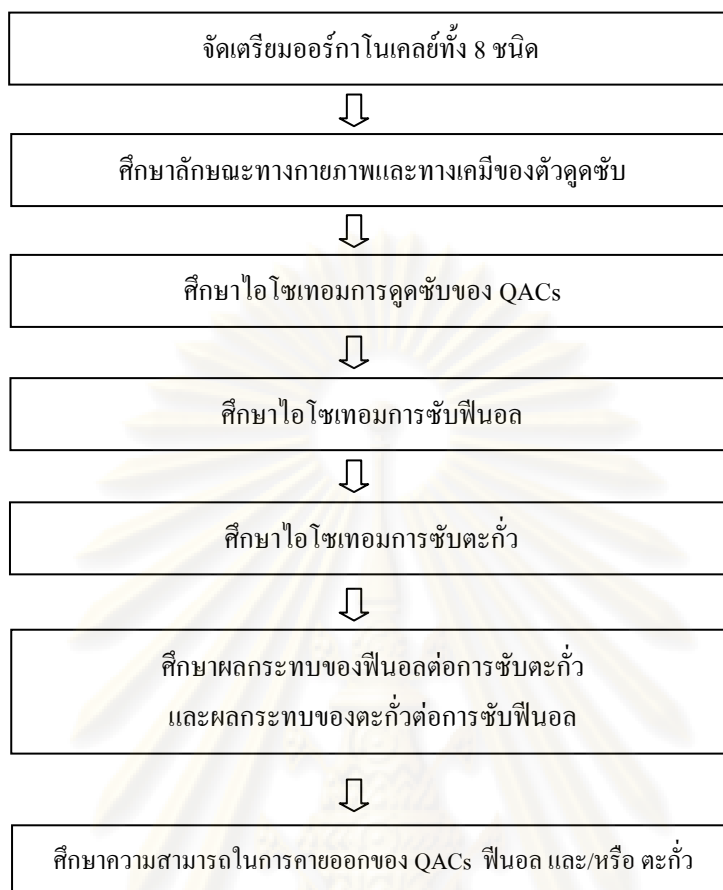 จัดเตรียมออร์กาโนเคลย์ทั้ง 8 ชนิด
ศึกษาลักษณะทางกายภาพและทางเคมีของตัวดูดซับ
ศึกษาไอโซเทอมการดูดซับของ QACs
ศึกษาไอโซเทอมการซับฟีนอล
ศึกษาไอโซเทอมการซับตะกั่ว
ศึกษาผลกระทบของฟีนอลต่อการซับตะกั่ว
และผลกระทบของตะกั่วต่อการซับฟีนอล
ศึกษาความสามารถในการคายออกของ QACs ฟีนอล และ/หรือ ตะกั่ว